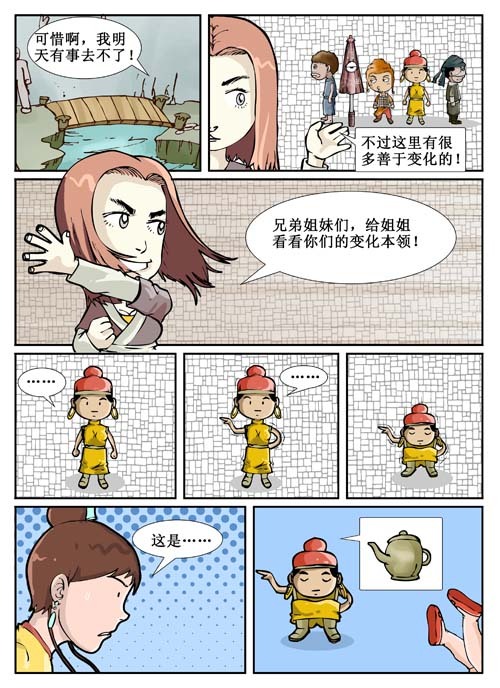 可惜啊，我明
天有事去不了！
不过这里有很
多善于变化的！
兄弟姐妹们，给姐姐
看看你们的变化本领！
……
……
这是……